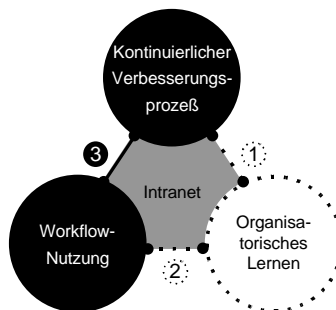 Kontinuierlicher
Verbesserungs-
prozeß
3
1
Intranet
Workflow-
Nutzung
Organisa-
torisches
Lernen
2